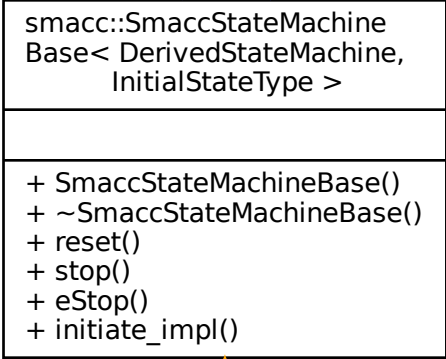 smacc::SmaccStateMachine
Base< DerivedStateMachine,
InitialStateType >
+ SmaccStateMachineBase()
+ ~SmaccStateMachineBase()
+ reset()
+ stop()
+ eStop()
+ initiate_impl()